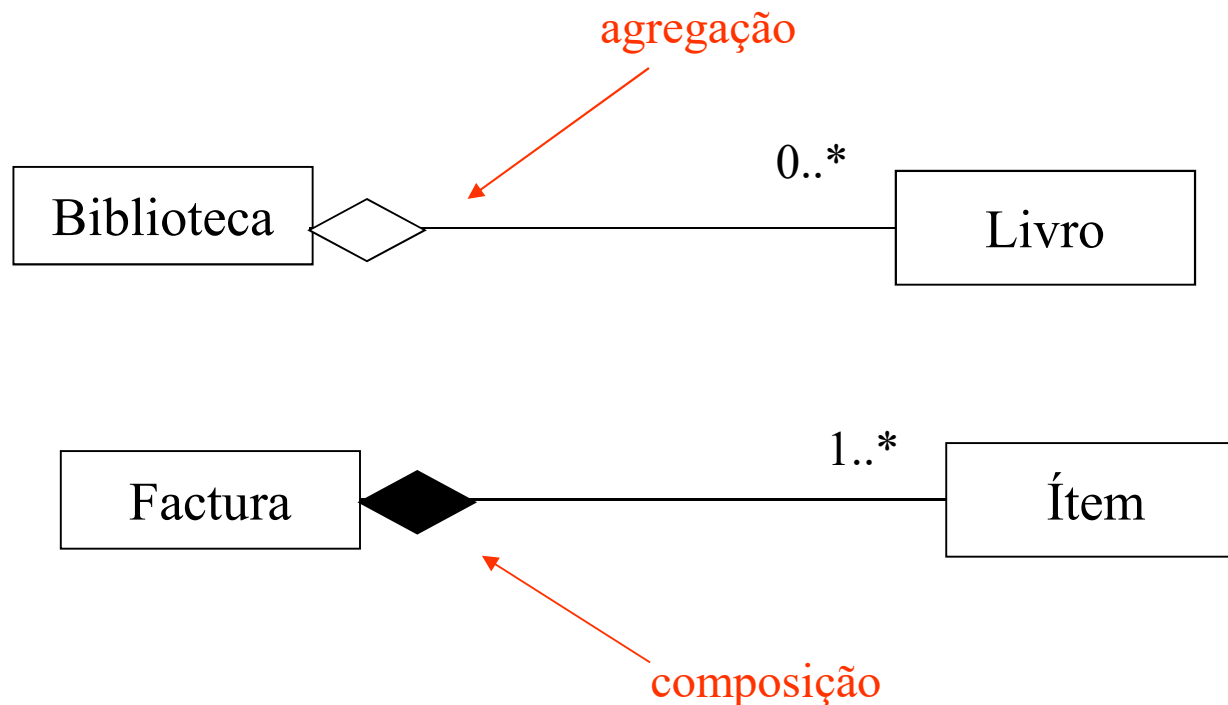 agregação
0..*
Biblioteca
Livro
1..*
Factura
Ítem
composição